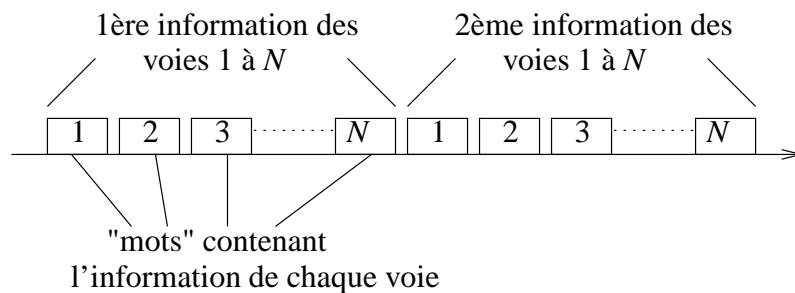 1ère information des
voies 1 à N
2ème information des
voies 1 à N
1 2 3 N 1 2 3 N
"mots" contenant
l'information de chaque voie